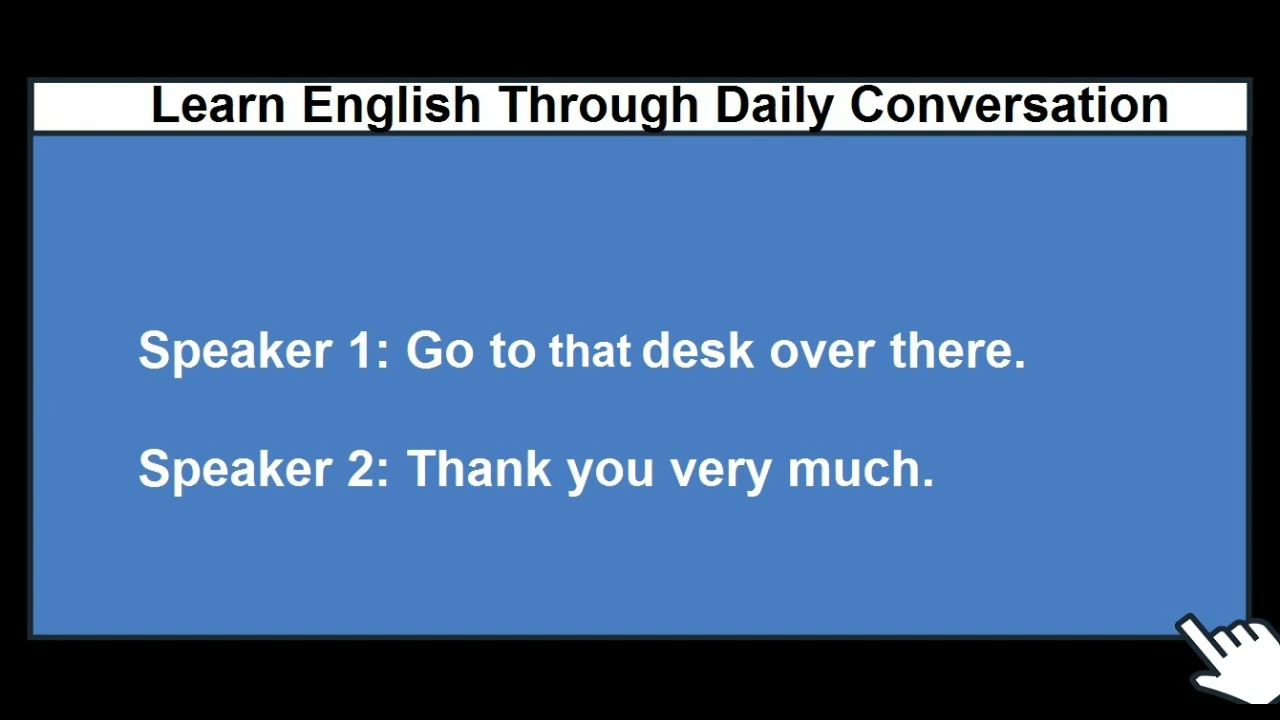 Learn English Through Daily Conversation
Speaker 1: Go to that desk over there.
Speaker 2: Thank you very much.